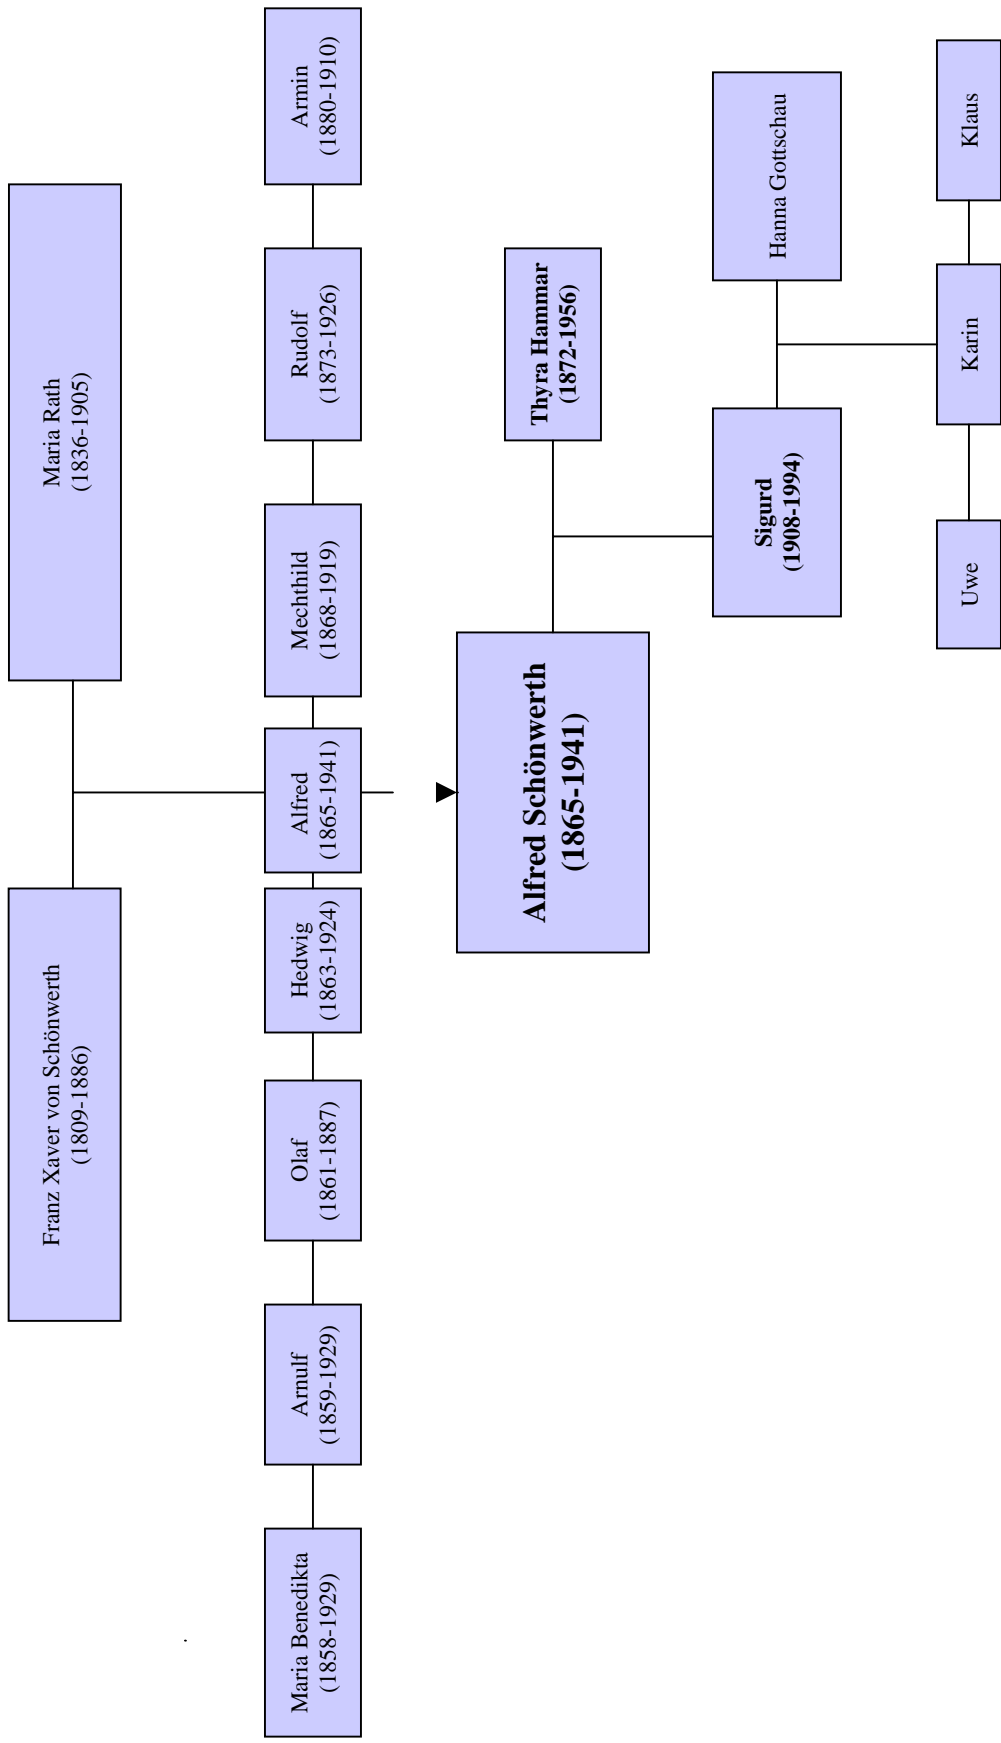 Franz Xaver von Schönwerth
(1809-1886)
Maria Rath
(1836-1905)
Maria Benedikta
(1858-1929)
Arnulf
(1859-1929)
Olaf
(1861-1887)
Hedwig
(1863-1924)
Alfred
(1865-1941)
Mechthild
(1868-1919)
Rudolf
(1873-1926)
Armin
(1880-1910)
Alfred Schönwerth
(1865-1941)
Thyra Hammar
(1872-1956)
Sigurd
(1908-1994)
Hanna Gottschau
Uwe
Karin
Klaus